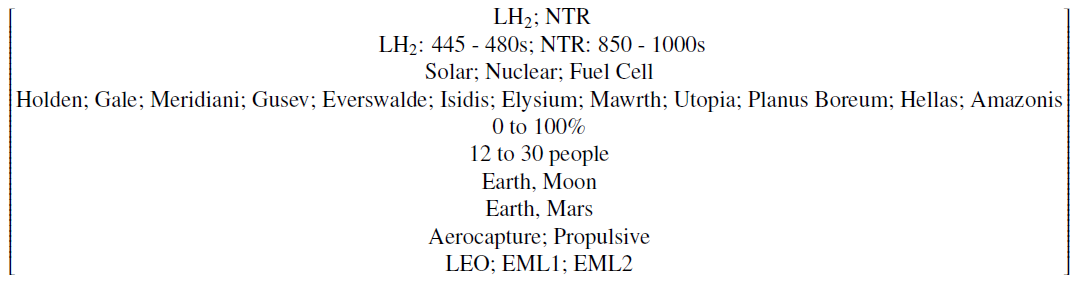 LH₂; NTR
LH₂: 445 - 480s; NTR: 850 - 1000s
Solar; Nuclear; Fuel Cell
Holden; Gale; Meridiani; Gusev; Everswalde; Isidis; Elysium; Mawrth; Utopia; Planus Boreum; Hellas; Amazonis
0 to 100%
12 to 30 people
Earth, Moon
Earth, Mars
Aerocapture; Propulsive
LEO; EML1; EML2